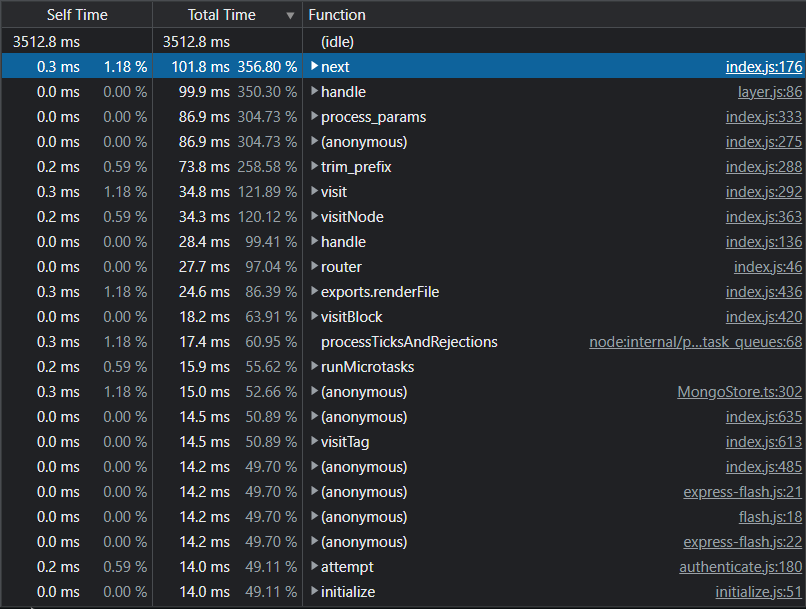 Self Time Total Time ▼ Function
3512.8 ms 3512.8 ms (idle)
0.3 ms 1.18 % 101.8 ms 356.80 % next index.js:176
0.0 ms 0.00 % 99.9 ms 350.30 % handle layer.js:86
0.0 ms 0.00 % 86.9 ms 304.73 % process_params index.js:333
0.0 ms 0.00 % 86.9 ms 304.73 % (anonymous) index.js:275
0.2 ms 0.59 % 73.8 ms 258.58 % trim_prefix index.js:288
0.3 ms 1.18 % 34.8 ms 121.89 % visit index.js:292
0.2 ms 0.59 % 34.3 ms 120.12 % visitNode index.js:363
0.0 ms 0.00 % 28.4 ms 99.41 % handle index.js:136
0.0 ms 0.00 % 27.7 ms 97.04 % router index.js:46
0.3 ms 1.18 % 24.6 ms 86.39 % exports.renderFile index.js:436
0.0 ms 0.00 % 18.2 ms 63.91 % visitBlock index.js:420
0.3 ms 1.18 % 17.4 ms 60.95 % processTicksAndRejections node:internal/p...task_queues:68
0.2 ms 0.59 % 15.9 ms 55.62 % runMicrotasks
0.3 ms 1.18 % 15.0 ms 52.66 % (anonymous) MongoStore.ts:302
0.0 ms 0.00 % 14.5 ms 50.89 % (anonymous) index.js:635
0.0 ms 0.00 % 14.5 ms 50.89 % visitTag index.js:613
0.0 ms 0.00 % 14.2 ms 49.70 % (anonymous) index.js:485
0.0 ms 0.00 % 14.2 ms 49.70 % (anonymous) express-flash.js:21
0.0 ms 0.00 % 14.2 ms 49.70 % (anonymous) flash.js:18
0.0 ms 0.00 % 14.2 ms 49.70 % (anonymous) express-flash.js:22
0.2 ms 0.59 % 14.0 ms 49.11 % attempt authenticate.js:180
0.0 ms 0.00 % 14.0 ms 49.11 % initialize initialize.js:51